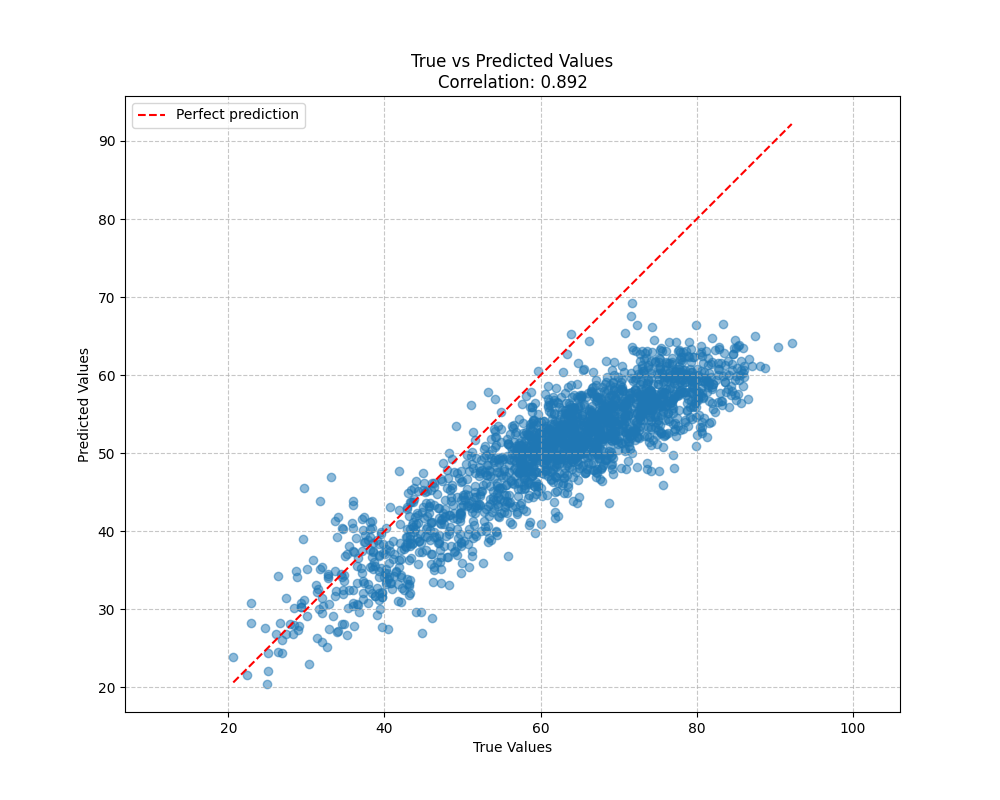 True vs Predicted Values
Correlation: 0.892
Perfect prediction
90
80
70
60
50
40
30
20
Predicted Values
20 40 60 80 100
True Values